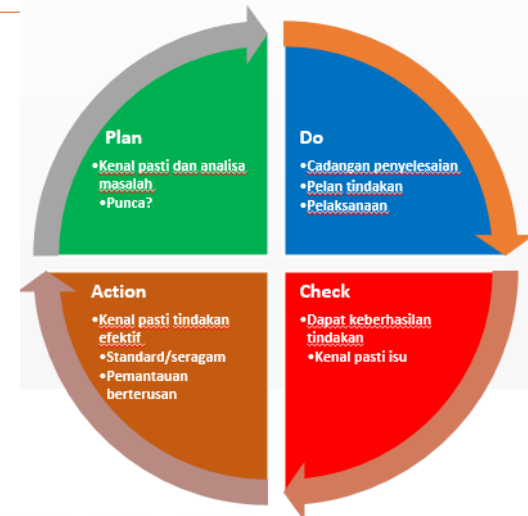 Plan
•Kenal pasti dan analisa
masalah
•Punca?
Do
•Cadangan penyelesaian
•Pelan tindakan
•Pelaksanaan
Action
•Kenal pasti tindakan
efektif
•Standard/seragam
•Pemantauan
berterusan
Check
•Dapat keberhasilan
tindakan
•Kenal pasti isu